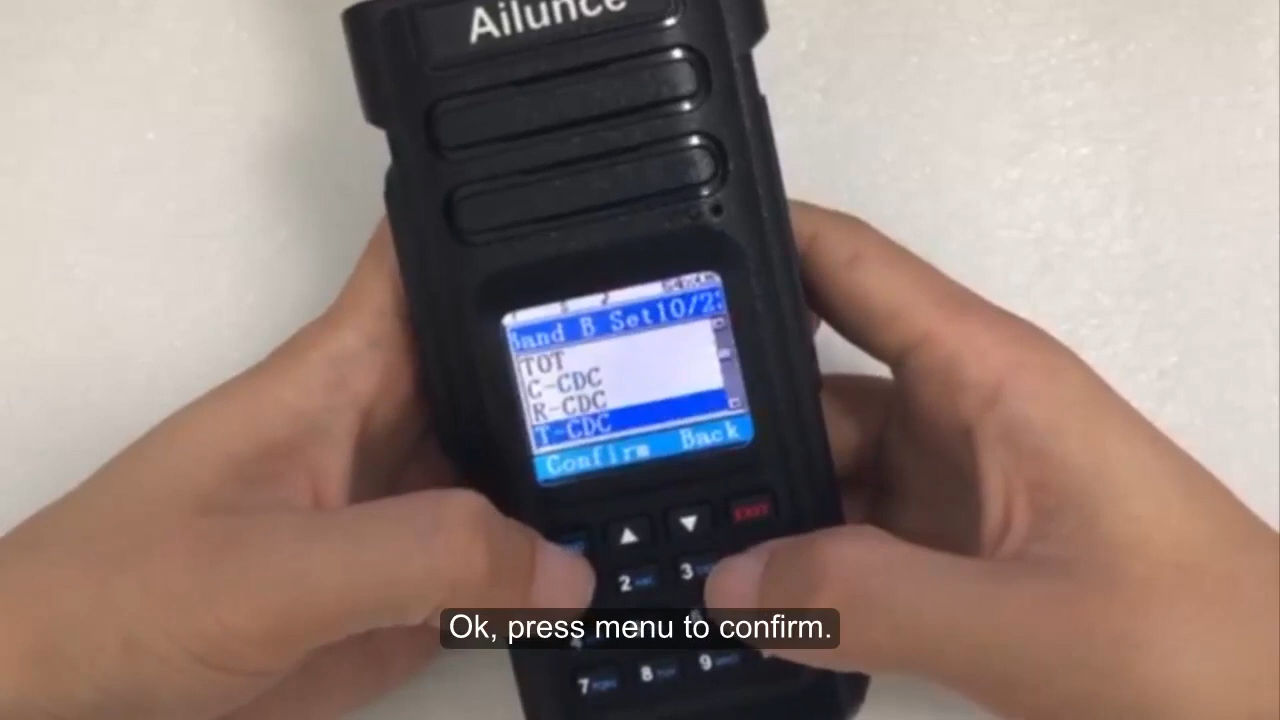 Ailunce
Band B Set10/2
TOT
C-CDC
R-CDC
T-CDC
Confirm Back
EXIT
2
3
Ok, press menu to confirm.
7 8 9